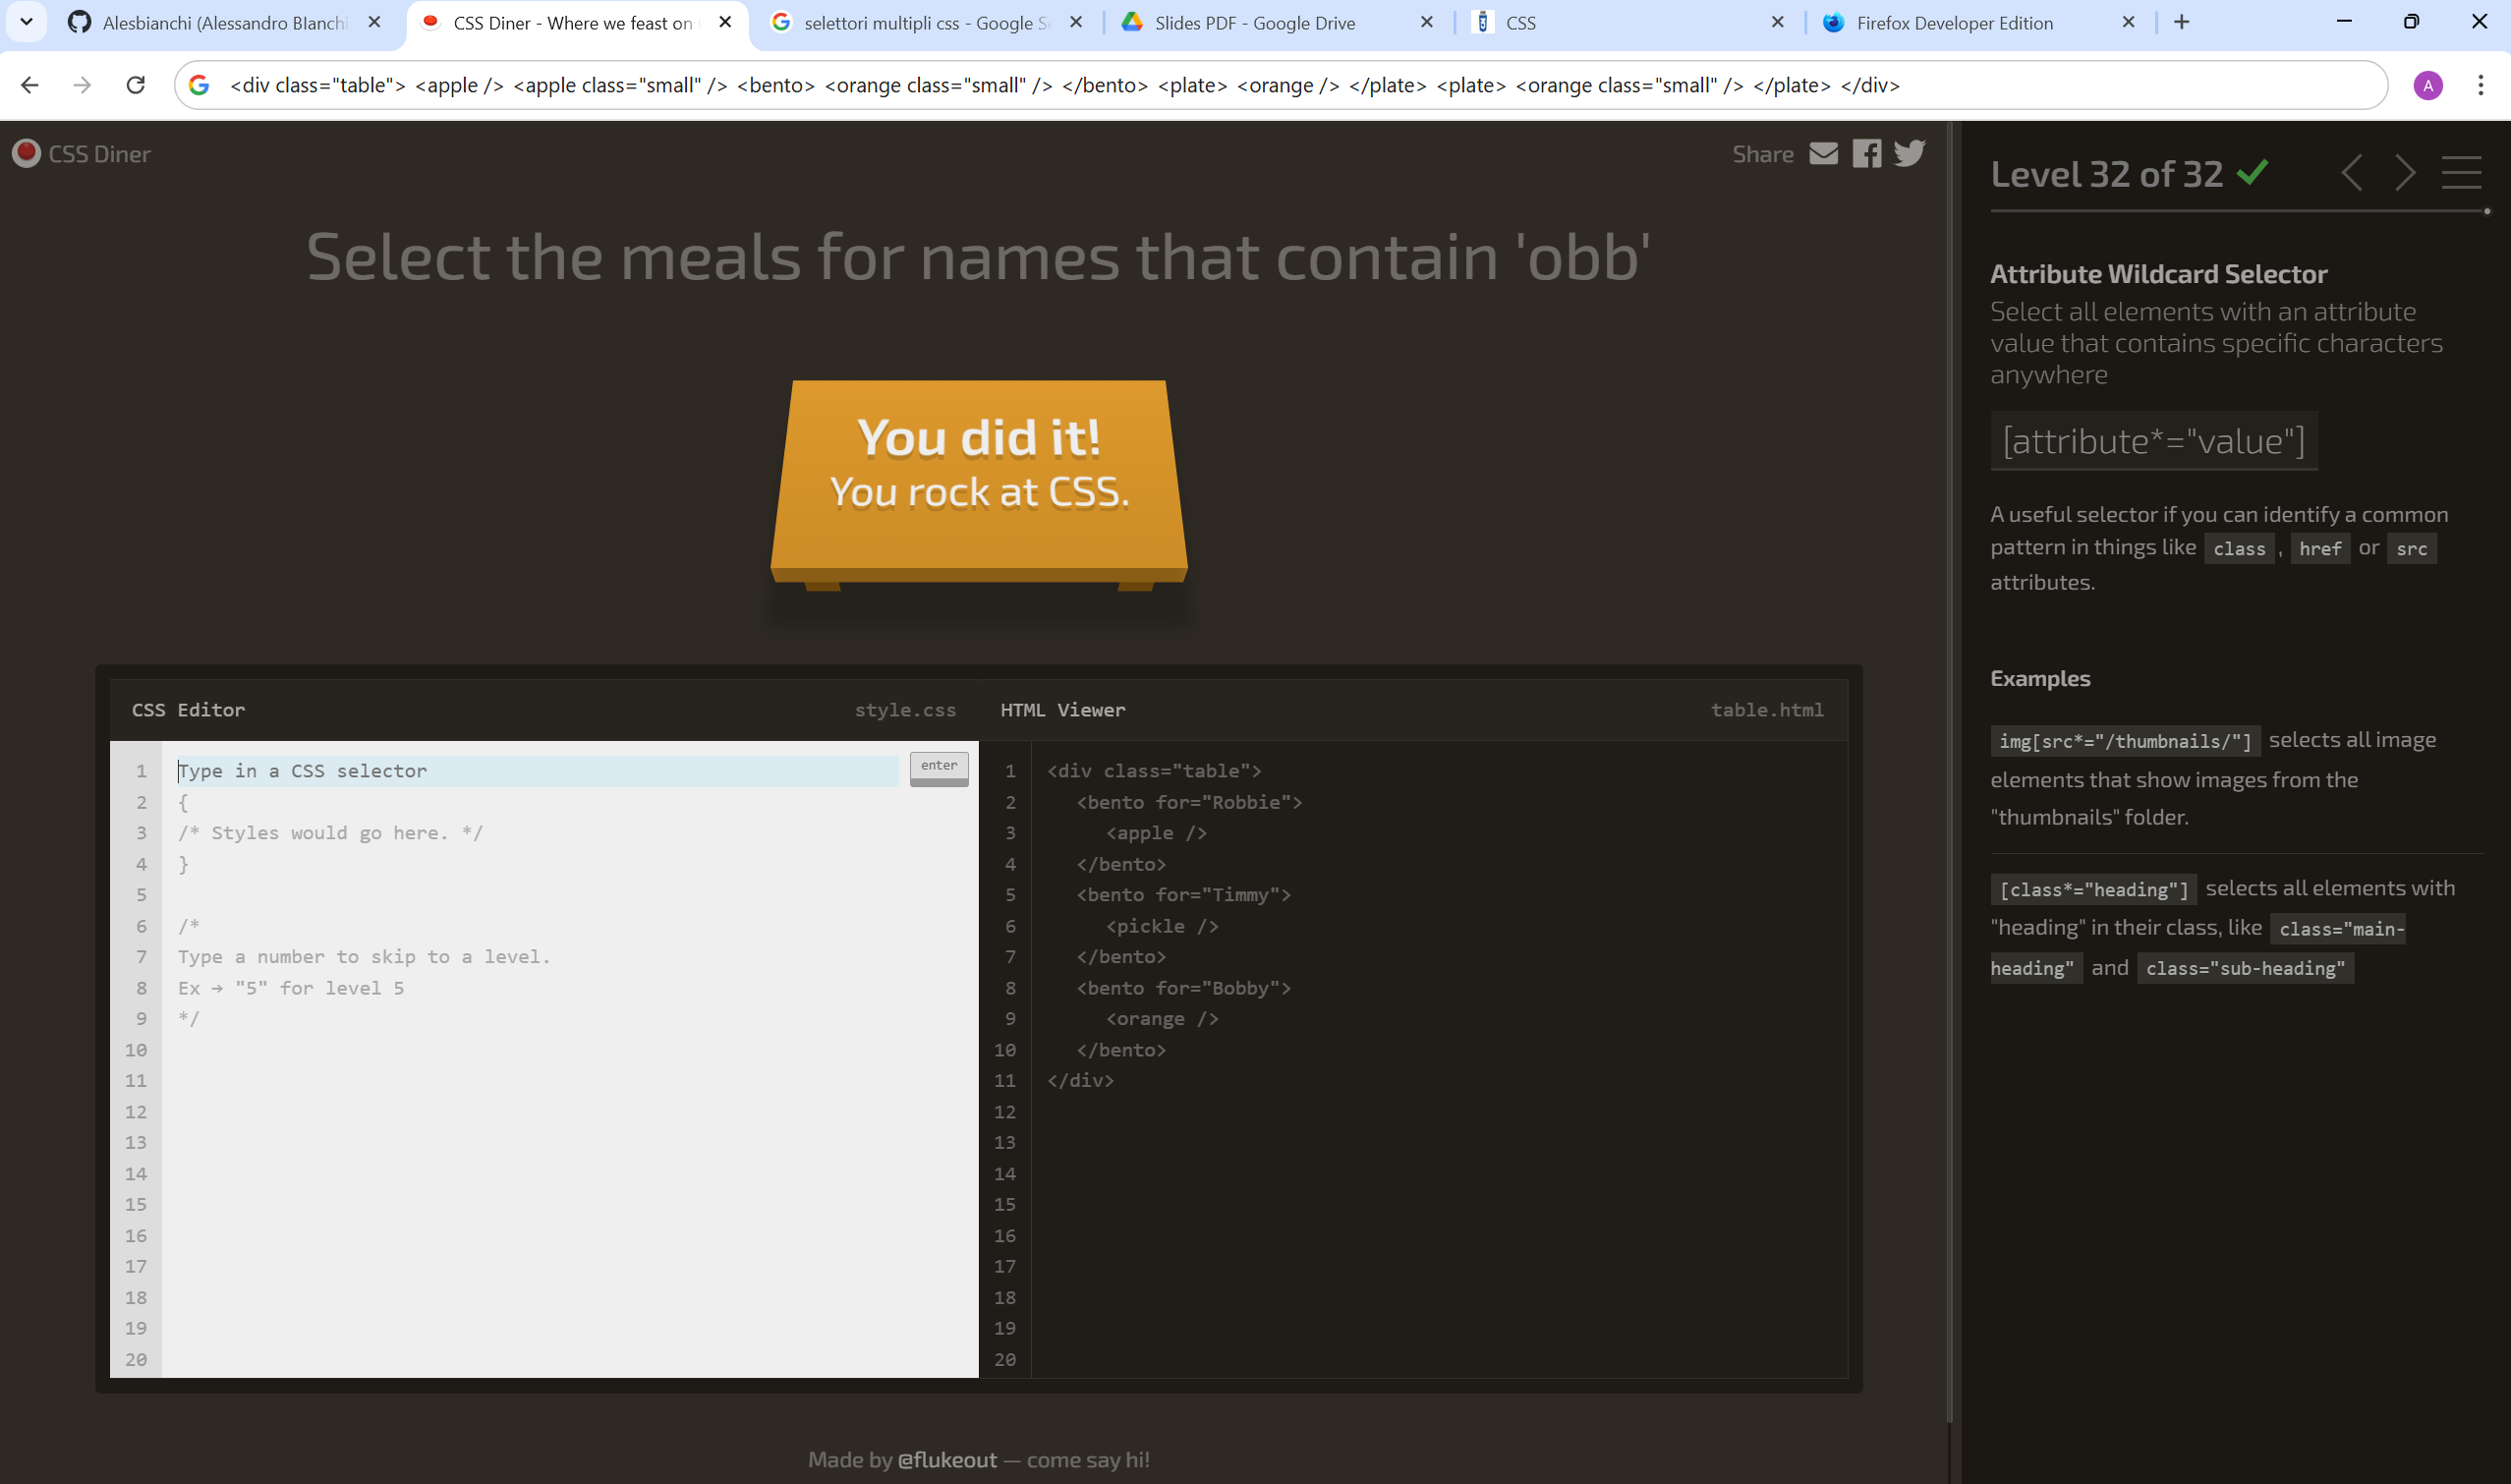 Alesbianchi (Alessandro BIanchi
CSS Diner - Where we feast on
selettori multipli css - Google Se
Slides PDF - Google Drive
CSS
Firefox Developer Edition
<div class="table"> <apple /> <apple class="small" /> <bento> <orange class="small" /> </bento> <plate> <orange /> </plate> <plate> <orange class="small" /> </plate> </div>
A
CSS Diner
Share
Select the meals for names that contain 'obb'
You did it!
You rock at CSS.
CSS Editor
style.css
1 Type in a CSS selector
enter
2 {
3 /* Styles would go here. */
4 }
5
6 /*
7 Type a number to skip to a level.
8 Ex → "5" for level 5
9 */
10
11
12
13
14
15
16
17
18
19
20
HTML Viewer
table.html
1 <div class="table">
2 <bento for="Robbie">
3 <apple />
4 </bento>
5 <bento for="Timmy">
6 <pickle />
7 </bento>
8 <bento for="Bobby">
9 <orange />
10 </bento>
11 </div>
12
13
14
15
16
17
18
19
20
Made by @flukeout — come say hi!
Level 32 of 32
Attribute Wildcard Selector
Select all elements with an attribute
value that contains specific characters
anywhere
[attribute*="value"]
A useful selector if you can identify a common
pattern in things like class , href or src
attributes.
Examples
img[src*="/thumbnails/"] selects all image
elements that show images from the
"thumbnails" folder.
[class*="heading"] selects all elements with
"heading" in their class, like class="main-
heading" and class="sub-heading"